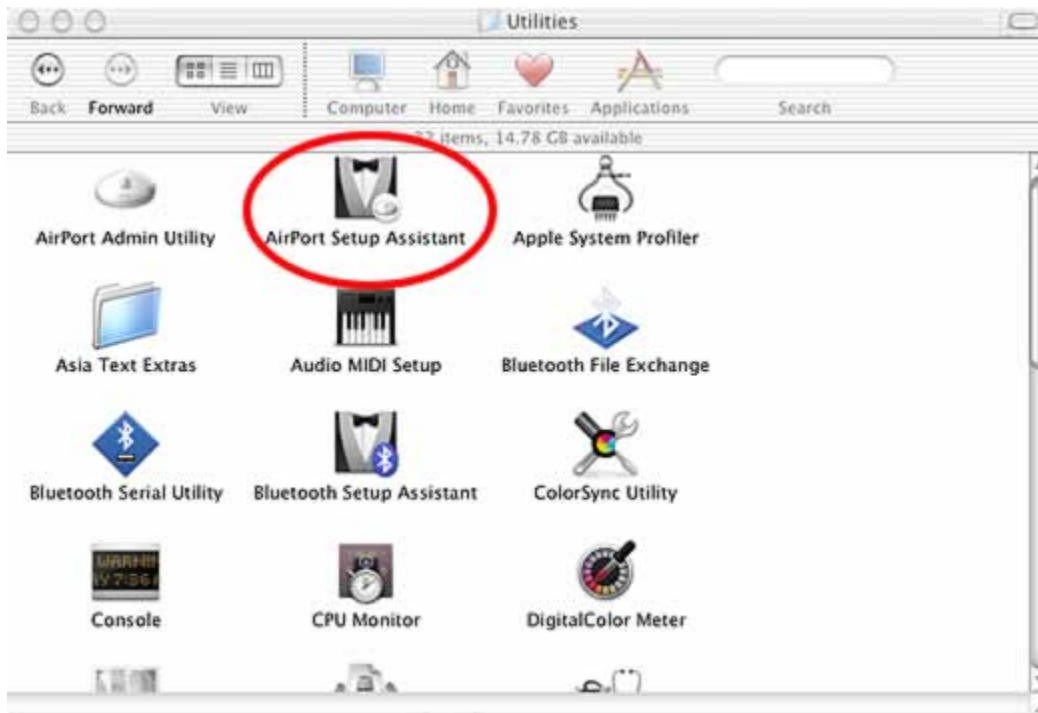 Utilities
Back Forward View Computer Home Favorites Applications Search
items, 14.78 GB available
AirPort Admin Utility AirPort Setup Assistant Apple System Profiler
Asia Text Extras Audio MIDI Setup Bluetooth File Exchange
Bluetooth Serial Utility Bluetooth Setup Assistant ColorSync Utility
Console CPU Monitor DigitalColor Meter